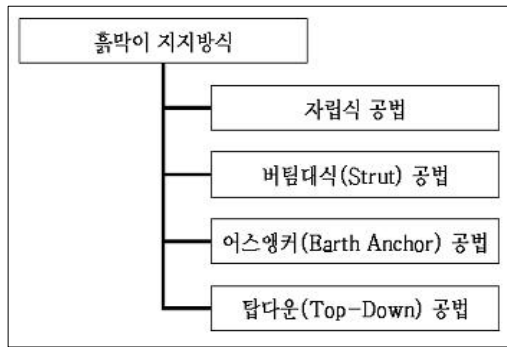 흙막이 지지방식
자립식 공법
버팀대식(Strut) 공법
어스앵커(Earth Anchor) 공법
탑다운(Top-Down) 공법